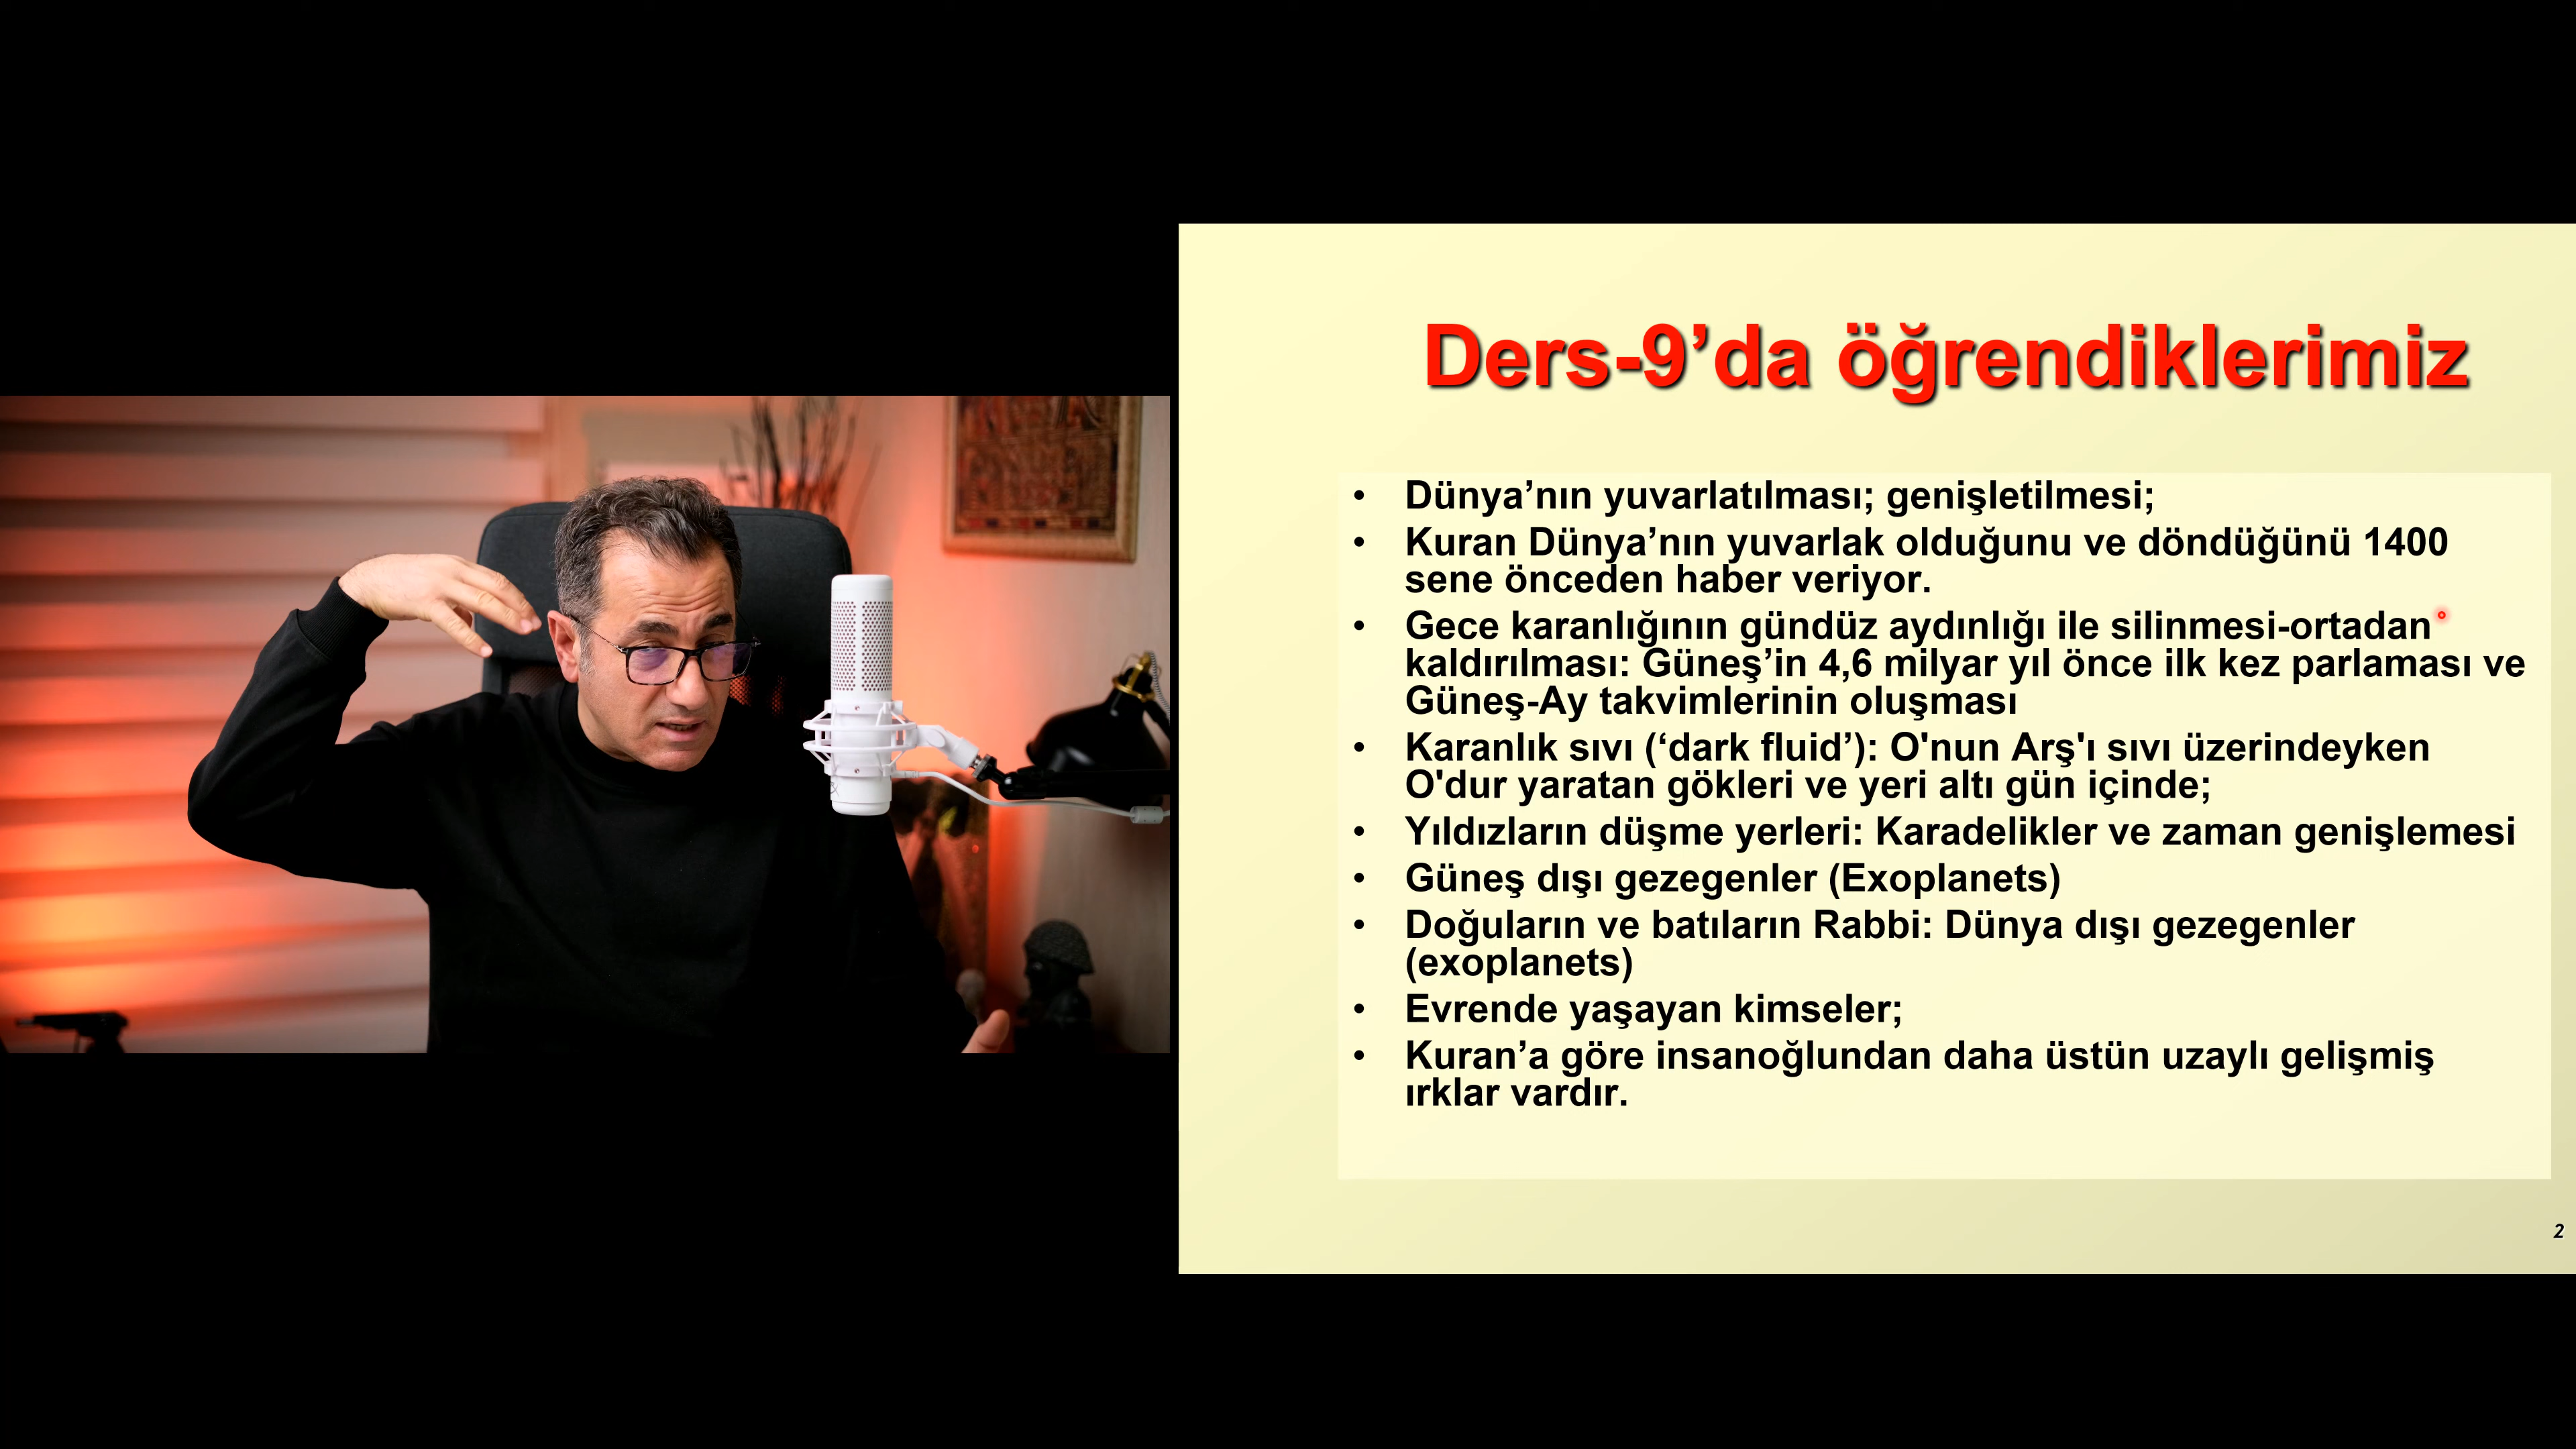 Ders-9’da öğrendiklerimiz
• Dünya’nın yuvarlatılması; genişletilmesi;
• Kuran Dünya’nın yuvarlak olduğunu ve döndüğünü 1400
sene önceden haber veriyor.
• Gece karanlığının gündüz aydınlığı ile silinmesi-ortadan
kaldırılması: Güneş’in 4,6 milyar yıl önce ilk kez parlaması ve
Güneş-Ay takvimlerinin oluşması
• Karanlık sıvı (‘dark fluid’): O'nun Arş'ı sıvı üzerindeyken
O'dur yaratan gökleri ve yeri altı gün içinde;
• Yıldızların düşme yerleri: Karadelikler ve zaman genişlemesi
• Güneş dışı gezegenler (Exoplanets)
• Doğuların ve batıların Rabbi: Dünya dışı gezegenler
(exoplanets)
• Evrende yaşayan kimseler;
• Kuran’a göre insanoğlundan daha üstün uzaylı gelişmiş
ırklar vardır.
2